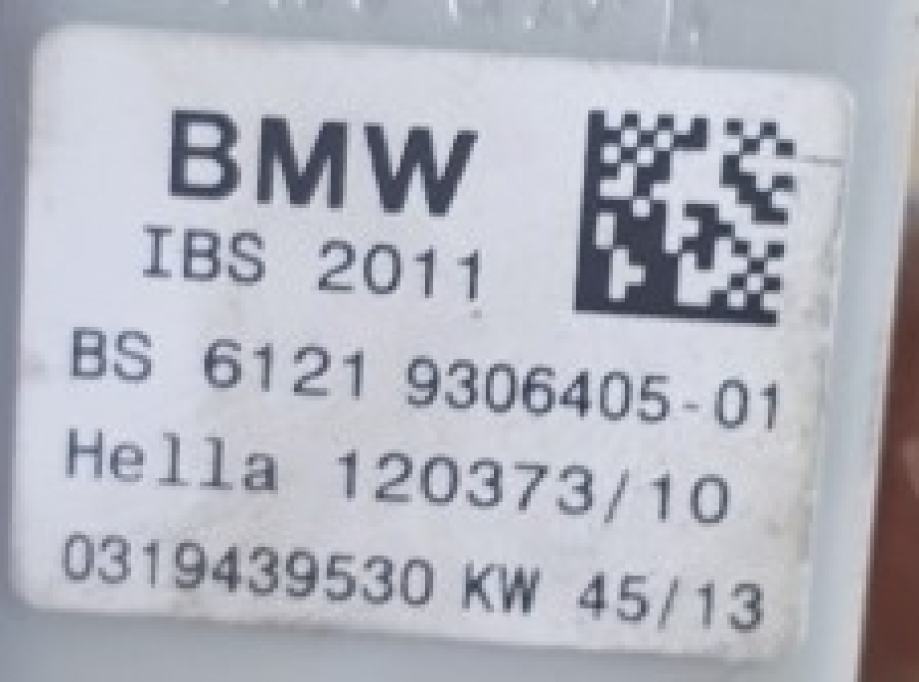 BMW
IBS 2011
BS 6121 9306405-01
Hella 120373/10
0319439530 KW 45/13